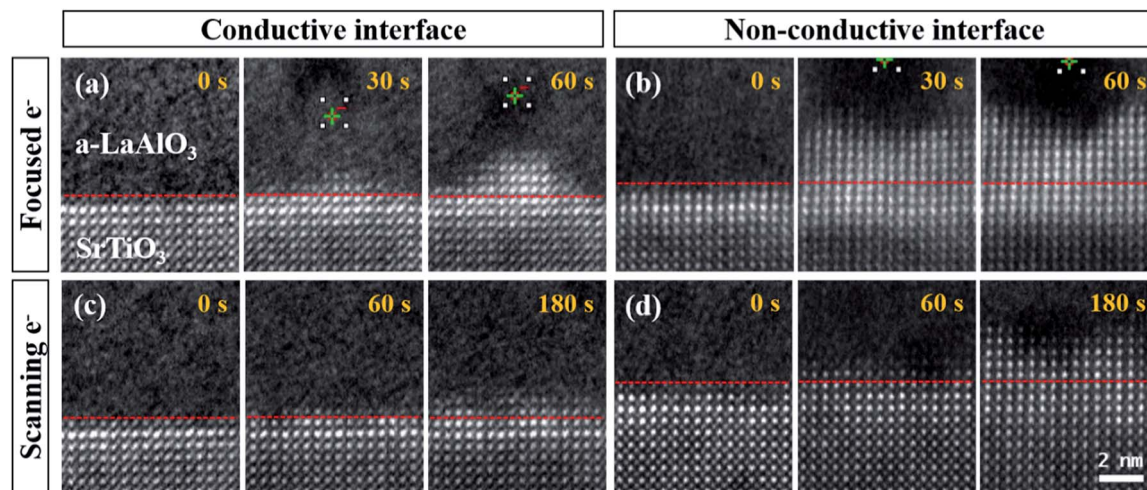 Conductive interface
Non-conductive interface
Focused e-
(a)
0 s
30 s
60 s
a-LaAlO3
SrTiO3
(b)
0 s
30 s
60 s
Scanning e-
(c)
0 s
60 s
180 s
(d)
0 s
60 s
180 s
2 nm